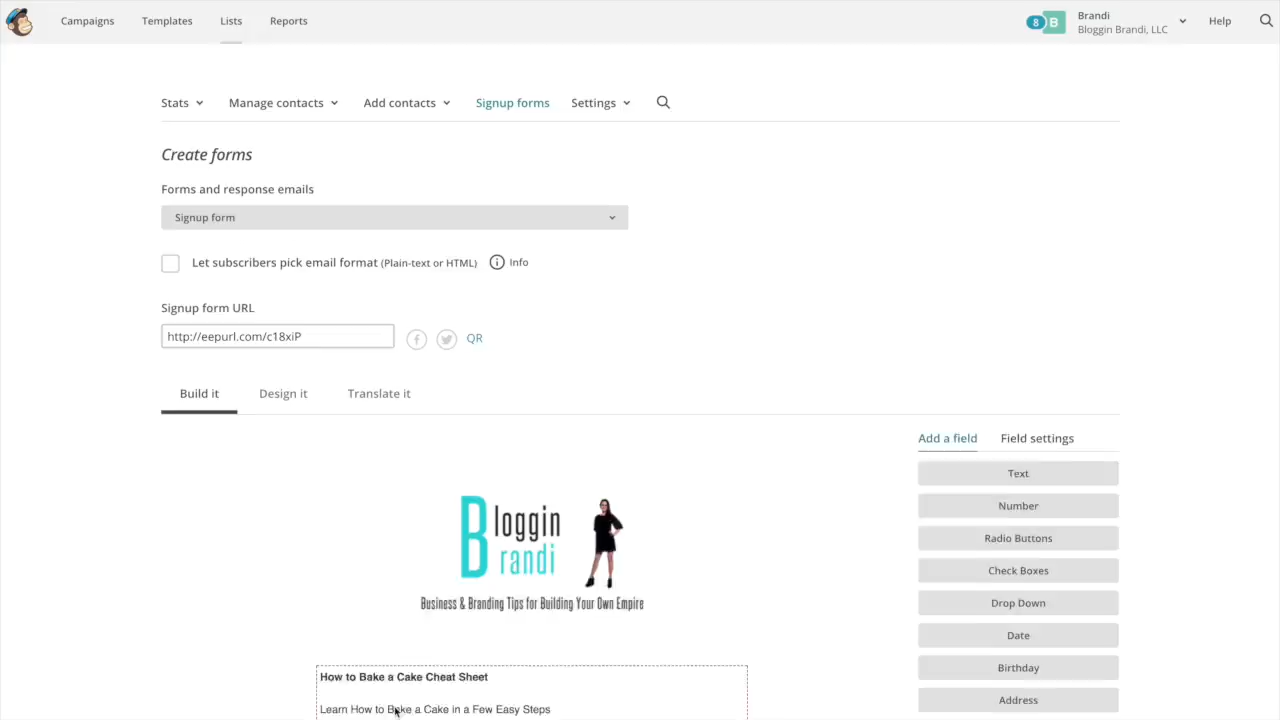 Campaigns Templates Lists Reports
8 B Brandi
Bloggin Brandi, LLC
Help
Stats Manage contacts Add contacts Signup forms Settings
Create forms
Forms and response emails
Signup form
Let subscribers pick email format (Plain-text or HTML) i Info
Signup form URL
http://eepurl.com/c18xiP f QR
Build it Design it Translate it
Add a field Field settings
Text
Number
Radio Buttons
Check Boxes
Drop Down
Date
Birthday
Address
Bloggin
Brandi
Business & Branding Tips for Building Your Own Empire
How to Bake a Cake Cheat Sheet
Learn How to Bake a Cake in a Few Easy Steps